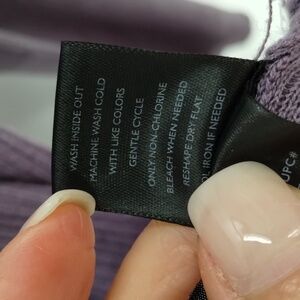 WASH INSIDE OUT
MACHINE WASH COLD
WITH LIKE COLORS
GENTLE CYCLE
ONLY NON-CHLORINE
BLEACH WHEN NEEDED
RESHAPE DRY FLAT
IRON IF NEEDED